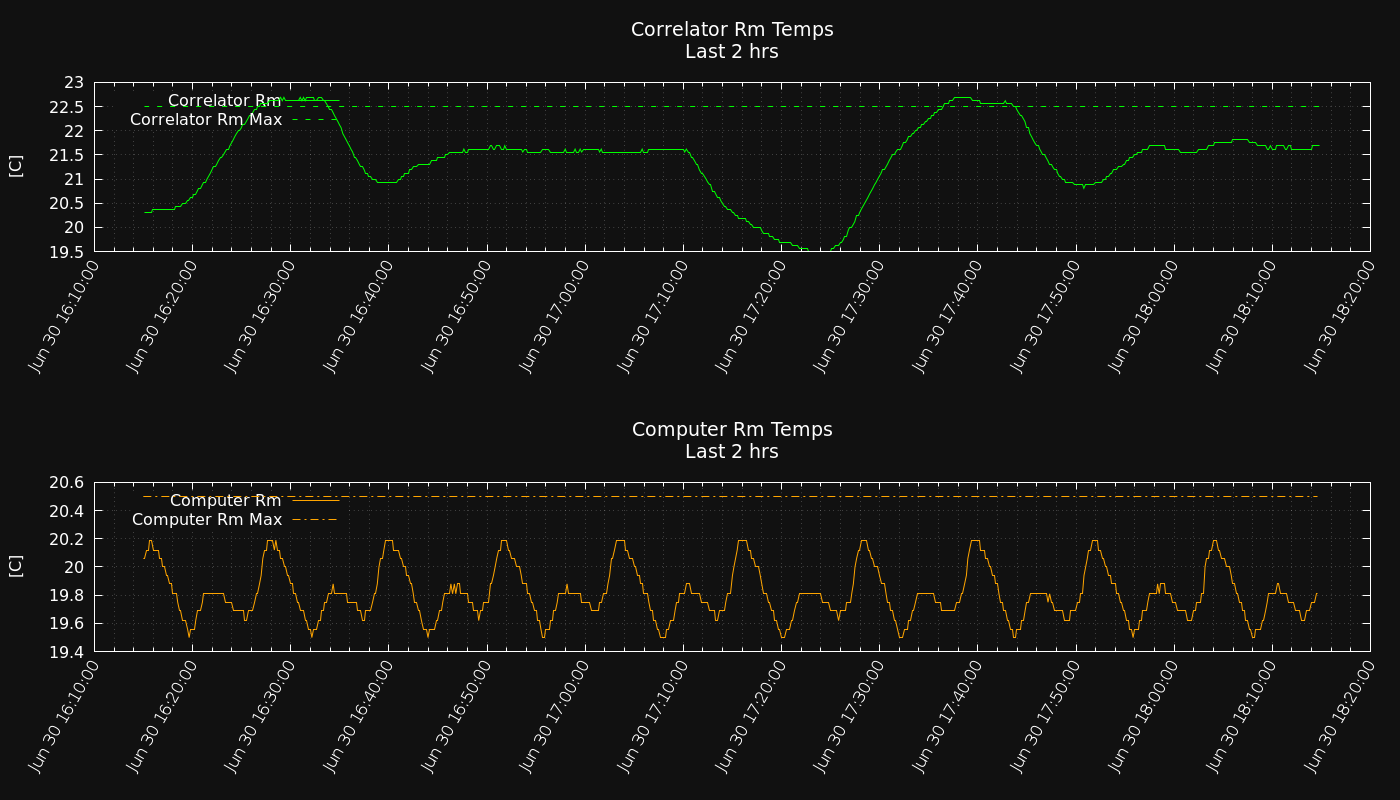 Correlator Rm Temps
Last 2 hrs
23
22.5
22
21.5
21
20.5
20
19.5
[C]
Correlator Rm
Correlator Rm Max
Jun 30 16:10:00
Jun 30 16:20:00
Jun 30 16:30:00
Jun 30 16:40:00
Jun 30 16:50:00
Jun 30 17:00:00
Jun 30 17:10:00
Jun 30 17:20:00
Jun 30 17:30:00
Jun 30 17:40:00
Jun 30 17:50:00
Jun 30 18:00:00
Jun 30 18:10:00
Jun 30 18:20:00
Computer Rm Temps
Last 2 hrs
20.6
20.4
20.2
20
19.8
19.6
19.4
[C]
Computer Rm
Computer Rm Max
Jun 30 16:10:00
Jun 30 16:20:00
Jun 30 16:30:00
Jun 30 16:40:00
Jun 30 16:50:00
Jun 30 17:00:00
Jun 30 17:10:00
Jun 30 17:20:00
Jun 30 17:30:00
Jun 30 17:40:00
Jun 30 17:50:00
Jun 30 18:00:00
Jun 30 18:10:00
Jun 30 18:20:00